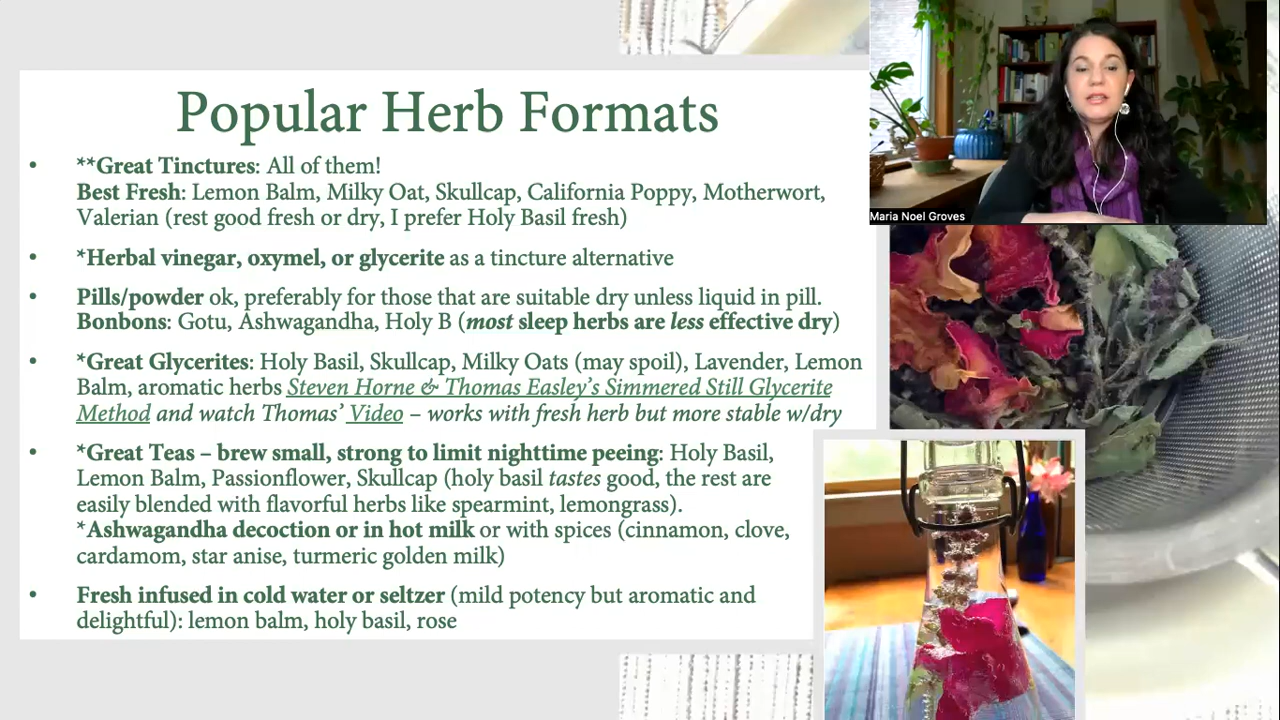 Popular Herb Formats
• **Great Tinctures: All of them!
Best Fresh: Lemon Balm, Milky Oat, Skullcap, California Poppy, Motherwort,
Valerian (rest good fresh or dry, I prefer Holy Basil fresh)
• *Herbal vinegar, oxymel, or glycerite as a tincture alternative
• Pills/powder ok, preferably for those that are suitable dry unless liquid in pill.
Bonbons: Gotu, Ashwagandha, Holy B (most sleep herbs are less effective dry)
• *Great Glycerites: Holy Basil, Skullcap, Milky Oats (may spoil), Lavender, Lemon
Balm, aromatic herbs Steven Horne & Thomas Easley's Simmered Still Glycerite
Method and watch Thomas' Video – works with fresh herb but more stable w/dry
• *Great Teas – brew small, strong to limit nighttime peeing: Holy Basil,
Lemon Balm, Passionflower, Skullcap (holy basil tastes good, the rest are
easily blended with flavorful herbs like spearmint, lemongrass).
*Ashwagandha decoction or in hot milk or with spices (cinnamon, clove,
cardamom, star anise, turmeric golden milk)
• Fresh infused in cold water or seltzer (mild potency but aromatic and
delightful): lemon balm, holy basil, rose
Maria Noel Groves